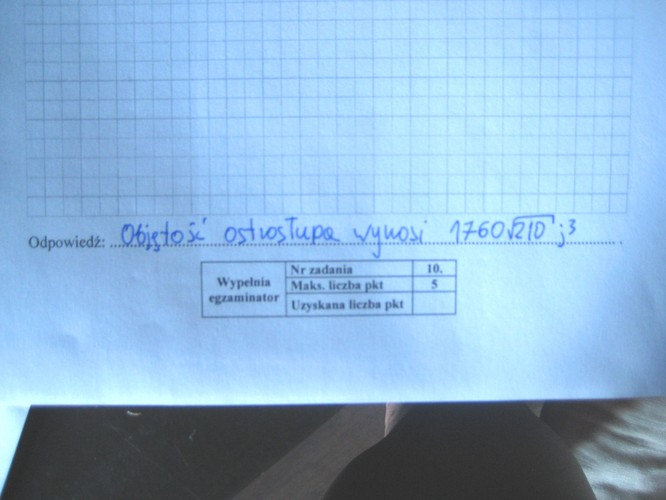 Odpowiedź: Objętość ostrosłupa wynosi 1760√210 j³.
Wypełnia egzaminator
Nr zadania 10.
Maks. liczba pkt 5
Uzyskana liczba pkt